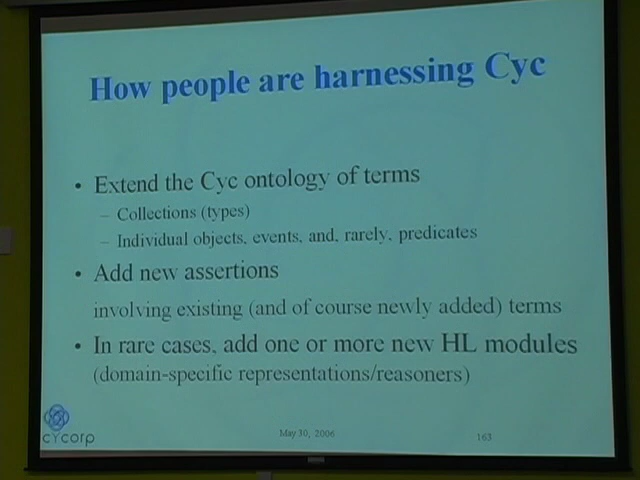 How people are harnessing Cyc
• Extend the Cyc ontology of terms
– Collections (types)
– Individual objects, events, and, rarely, predicates
• Add new assertions
involving existing (and of course newly added) terms
• In rare cases, add one or more new HL modules
(domain-specific representations/reasoners)
cycorp
May 30, 2006
163